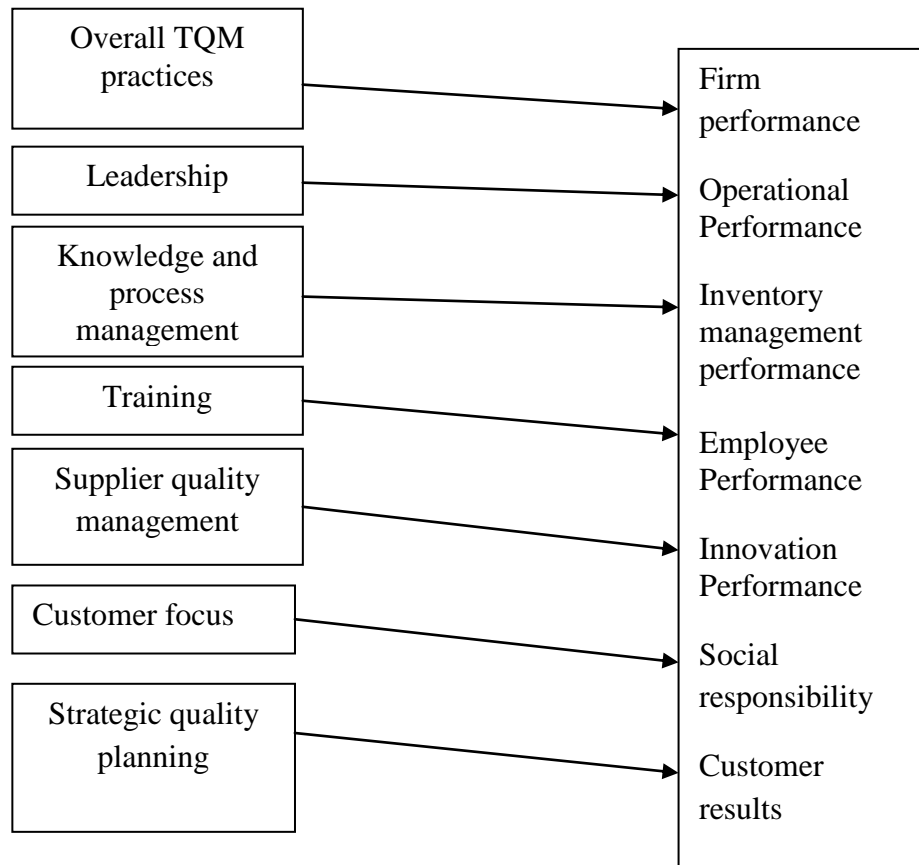 Overall TQM
practices
Leadership
Knowledge and
process
management
Training
Supplier quality
management
Customer focus
Strategic quality
planning
Firm
performance
Operational
Performance
Inventory
management
performance
Employee
Performance
Innovation
Performance
Social
responsibility
Customer
results